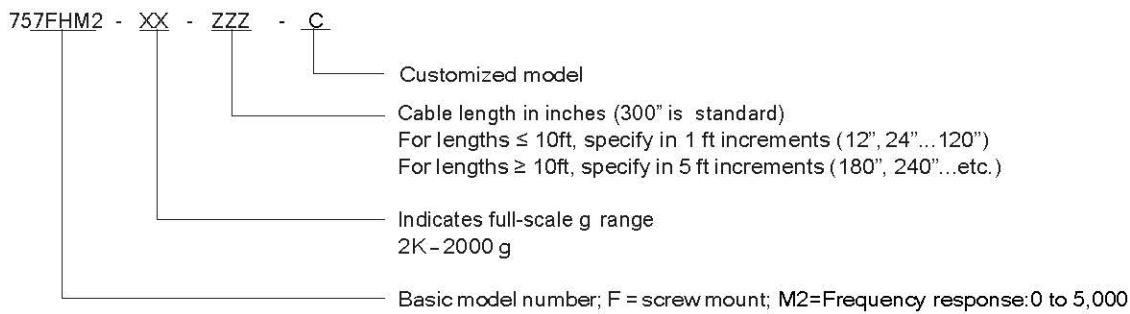 757FHM2 - XX - ZZZ - C
Customized model
Cable length in inches (300" is standard)
For lengths ≤ 10ft, specify in 1 ft increments (12", 24"...120")
For lengths ≥ 10ft, specify in 5 ft increments (180", 240"...etc.)
Indicates full-scale g range
2K–2000 g
Basic model number; F = screw mount; M2=Frequency response:0 to 5,000